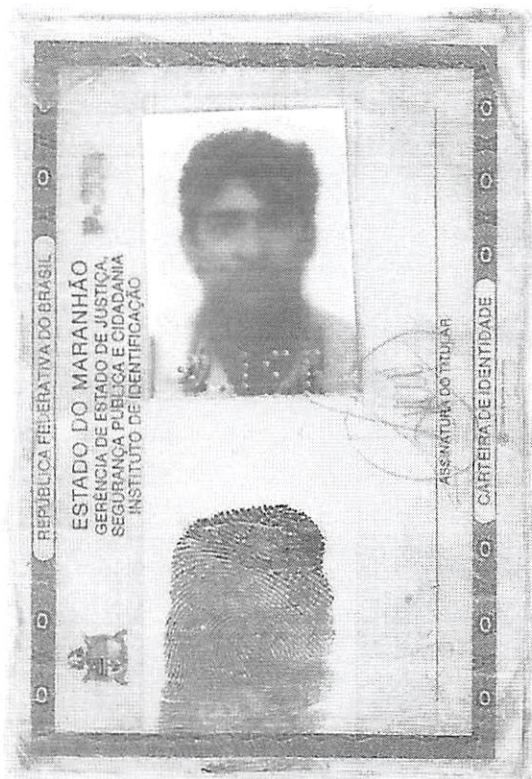 REPÚBLICA FEDERATIVA DO BRASIL
ESTADO DO MARANHÃO
GERÊNCIA DE ESTADO DE JUSTIÇA,
SEGURANÇA PÚBLICA E CIDADANIA
INSTITUTO DE IDENTIFICAÇÃO
ASSINATURA DO TITULAR
CARTEIRA DE IDENTIDADE